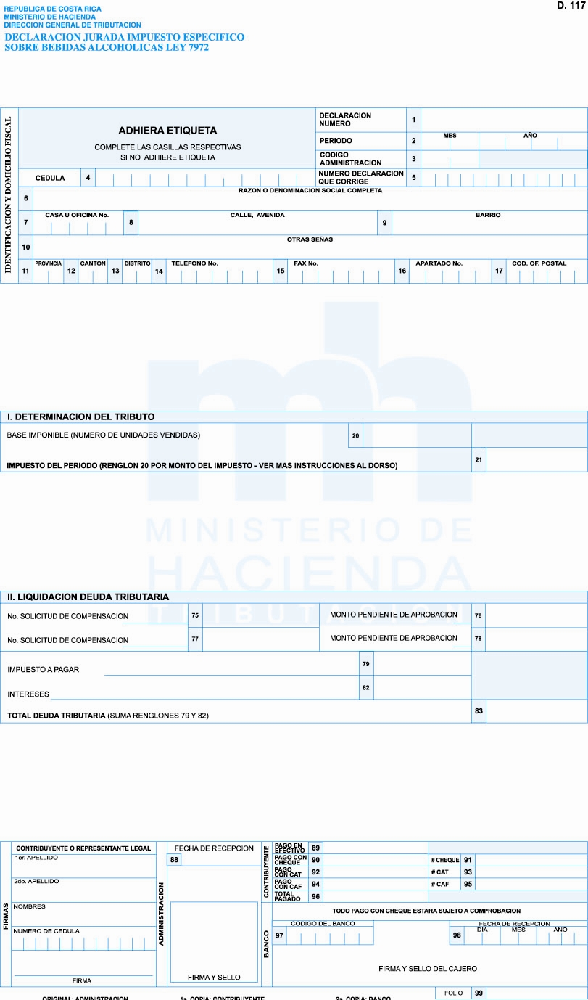 D. 117
REPUBLICA DE COSTA RICA
MINISTERIO DE HACIENDA
DIRECCION GENERAL DE TRIBUTACION
DECLARACION JURADA IMPUESTO ESPECIFICO
SOBRE BEBIDAS ALCOHOLICAS LEY 7972
IDENTIFICACION Y DOMICILIO FISCAL
ADHIERA ETIQUETA
COMPLETE LAS CASILLAS RESPECTIVAS
SI NO ADHIERE ETIQUETA
DECLARACION
NUMERO
1
PERIODO 2 MES AÑO
CODIGO
ADMINISTRACION
3
CEDULA 4
NUMERO DECLARACION
QUE CORRIGE
5
6 RAZON O DENOMINACION SOCIAL COMPLETA
7 CASA U OFICINA No. 8 CALLE, AVENIDA 9 BARRIO
10 OTRAS SEÑAS
11 PROVINCIA 12 CANTON 13 DISTRITO 14 TELEFONO No. 15 FAX No. 16 APARTADO No. 17 COD. OF. POSTAL
mh
I. DETERMINACION DEL TRIBUTO
BASE IMPONIBLE (NUMERO DE UNIDADES VENDIDAS) 20
IMPUESTO DEL PERIODO (RENGLON 20 POR MONTO DEL IMPUESTO - VER MAS INSTRUCCIONES AL DORSO) 21
MINISTERIO DE
HACIENDA
TRIBUTACION
II. LIQUIDACION DEUDA TRIBUTARIA
No. SOLICITUD DE COMPENSACION 75 MONTO PENDIENTE DE APROBACION 76
No. SOLICITUD DE COMPENSACION 77 MONTO PENDIENTE DE APROBACION 78
IMPUESTO A PAGAR 79
INTERESES 82
TOTAL DEUDA TRIBUTARIA (SUMA RENGLONES 79 Y 82) 83
FIRMAS
CONTRIBUYENTE O REPRESENTANTE LEGAL
1er. APELLIDO
2do. APELLIDO
NOMBRES
NUMERO DE CEDULA
FIRMA
ADMINISTRACION
FECHA DE RECEPCION
88
FIRMA Y SELLO
CONTRIBUYENTE
PAGO EN
EFECTIVO
89
PAGO CON
CHEQUE
90 # CHEQUE 91
PAGO
CON CAT
92 # CAT 93
PAGO
CON CAF
94 # CAF 95
TOTAL
PAGADO
96
BANCO
TODO PAGO CON CHEQUE ESTARA SUJETO A COMPROBACION
CODIGO DEL BANCO
97
FECHA DE RECEPCION
98 DIA MES AÑO
FIRMA Y SELLO DEL CAJERO
FOLIO 99
ORIGINAL: ADMINISTRACION 1a. COPIA: CONTRIBUYENTE 2a. COPIA: BANCO